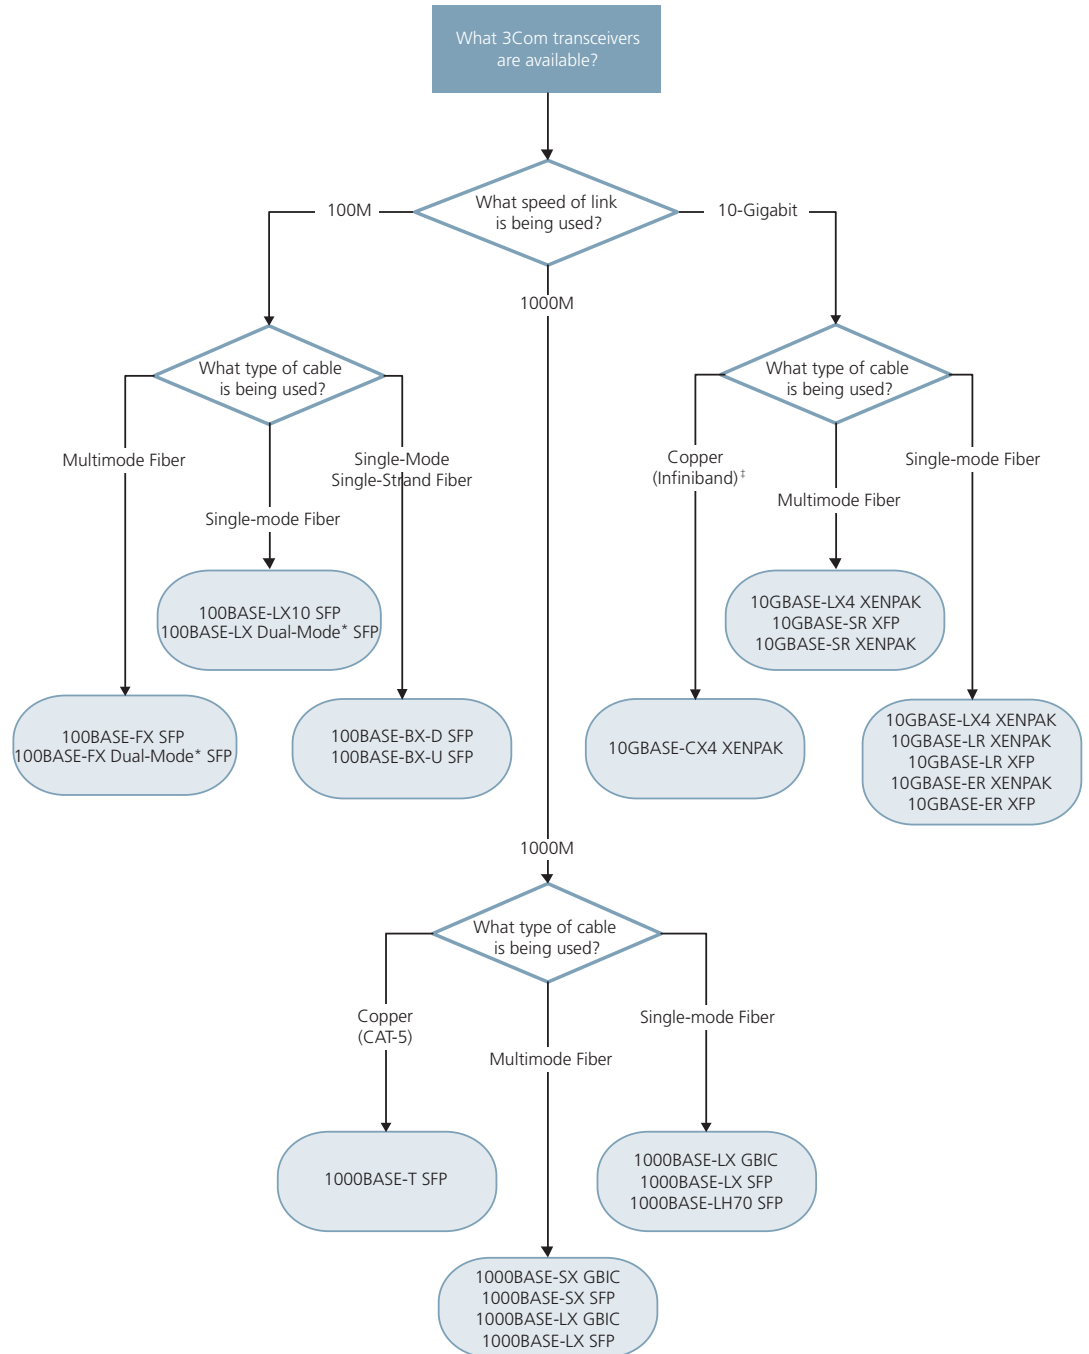 What 3Com transceivers
are available?
What speed of link
is being used?
100M
10-Gigabit
1000M
What type of cable
is being used?
What type of cable
is being used?
Multimode Fiber
Single-Mode
Single-Strand Fiber
Single-mode Fiber
Copper
(Infiniband)‡
Multimode Fiber
Single-mode Fiber
100BASE-LX10 SFP
100BASE-LX Dual-Mode* SFP
10GBASE-LX4 XENPAK
10GBASE-SR XFP
10GBASE-SR XENPAK
100BASE-FX SFP
100BASE-FX Dual-Mode* SFP
100BASE-BX-D SFP
100BASE-BX-U SFP
10GBASE-CX4 XENPAK
10GBASE-LX4 XENPAK
10GBASE-LR XENPAK
10GBASE-LR XFP
10GBASE-ER XENPAK
10GBASE-ER XFP
1000M
What type of cable
is being used?
Copper
(CAT-5)
Multimode Fiber
Single-mode Fiber
1000BASE-T SFP
1000BASE-LX GBIC
1000BASE-LX SFP
1000BASE-LH70 SFP
1000BASE-SX GBIC
1000BASE-SX SFP
1000BASE-LX GBIC
1000BASE-LX SFP